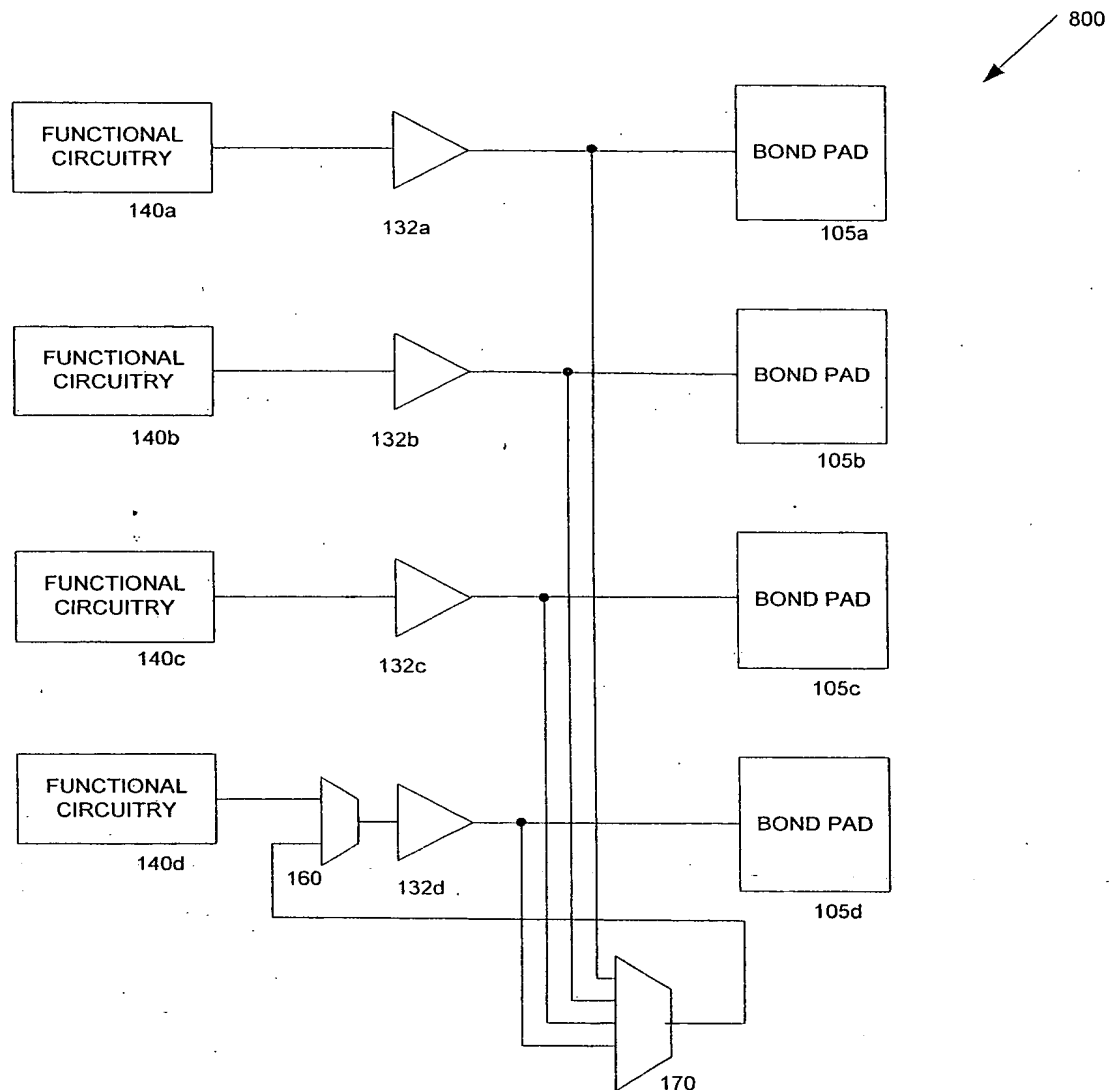 800
FUNCTIONAL
CIRCUITRY
140a
132a
BOND PAD
105a
FUNCTIONAL
CIRCUITRY
140b
132b
BOND PAD
105b
FUNCTIONAL
CIRCUITRY
140c
132c
BOND PAD
105c
FUNCTIONAL
CIRCUITRY
140d
160
132d
BOND PAD
105d
170